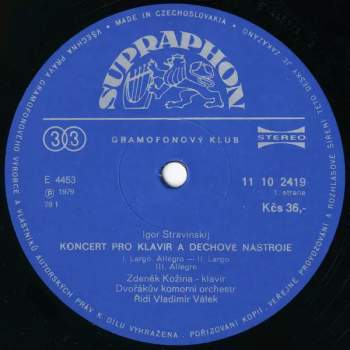 • MADE IN CZECHOSLOVAKIA •
VŠECHNA PRÁVA GRAMOFONOVÉHO VÝROBCE A VLASTNÍKŮ AUTORSKÝCH PRÁV K DÍLU VYHRAŽENA. POŘIZOVÁNÍ KOPIÍ, VEŘEJNÉ PROVOZOVÁNÍ A ROZHLASOVÉ ŠÍŘENÍ TÉTO DESKY JE ZAKÁZÁNO
SUPRAPHON
33
GRAMOFONOVÝ KLUB
STEREO
E 4453
11 10 2419
℗ 1979
1. strana
79 1
Kčs 36,-
Igor Stravinskij
KONCERT PRO KLAVÍR A DECHOVÉ NÁSTROJE
I. Largo. Allegro — II. Largo
III. Allegro
Zdeněk Kožina - klavír
Dvořákův komorní orchestr
Řídí Vladimír Válek